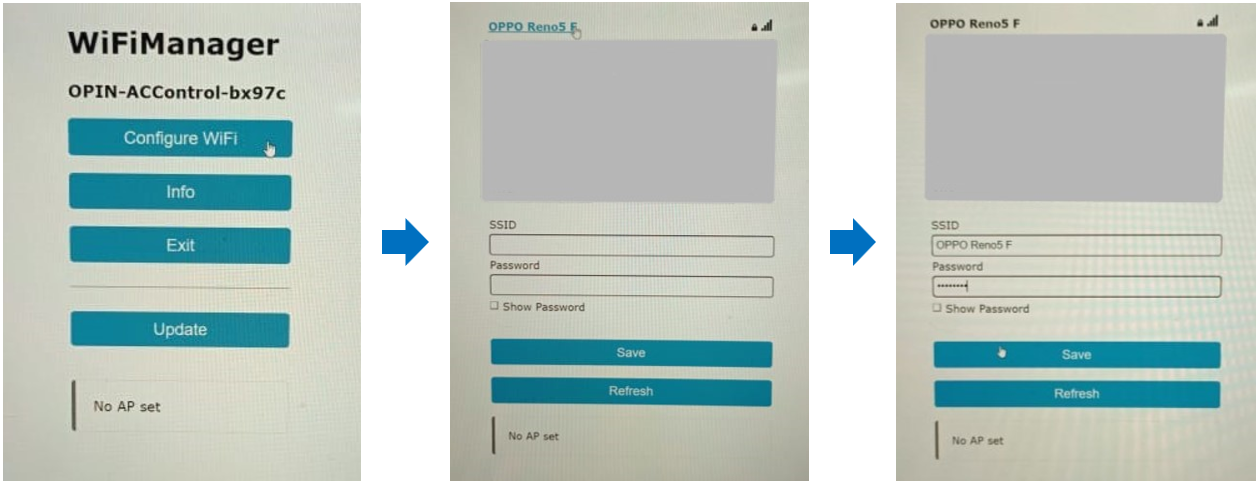 WiFiManager
OPIN-ACControl-bx97c
Configure WiFi
Info
Exit
Update
No AP set
OPPO Reno5 F
SSID
Password
Show Password
Save
Refresh
No AP set
OPPO Reno5 F
SSID
OPPO Reno5 F
Password
••••••••
Show Password
Save
Refresh
No AP set